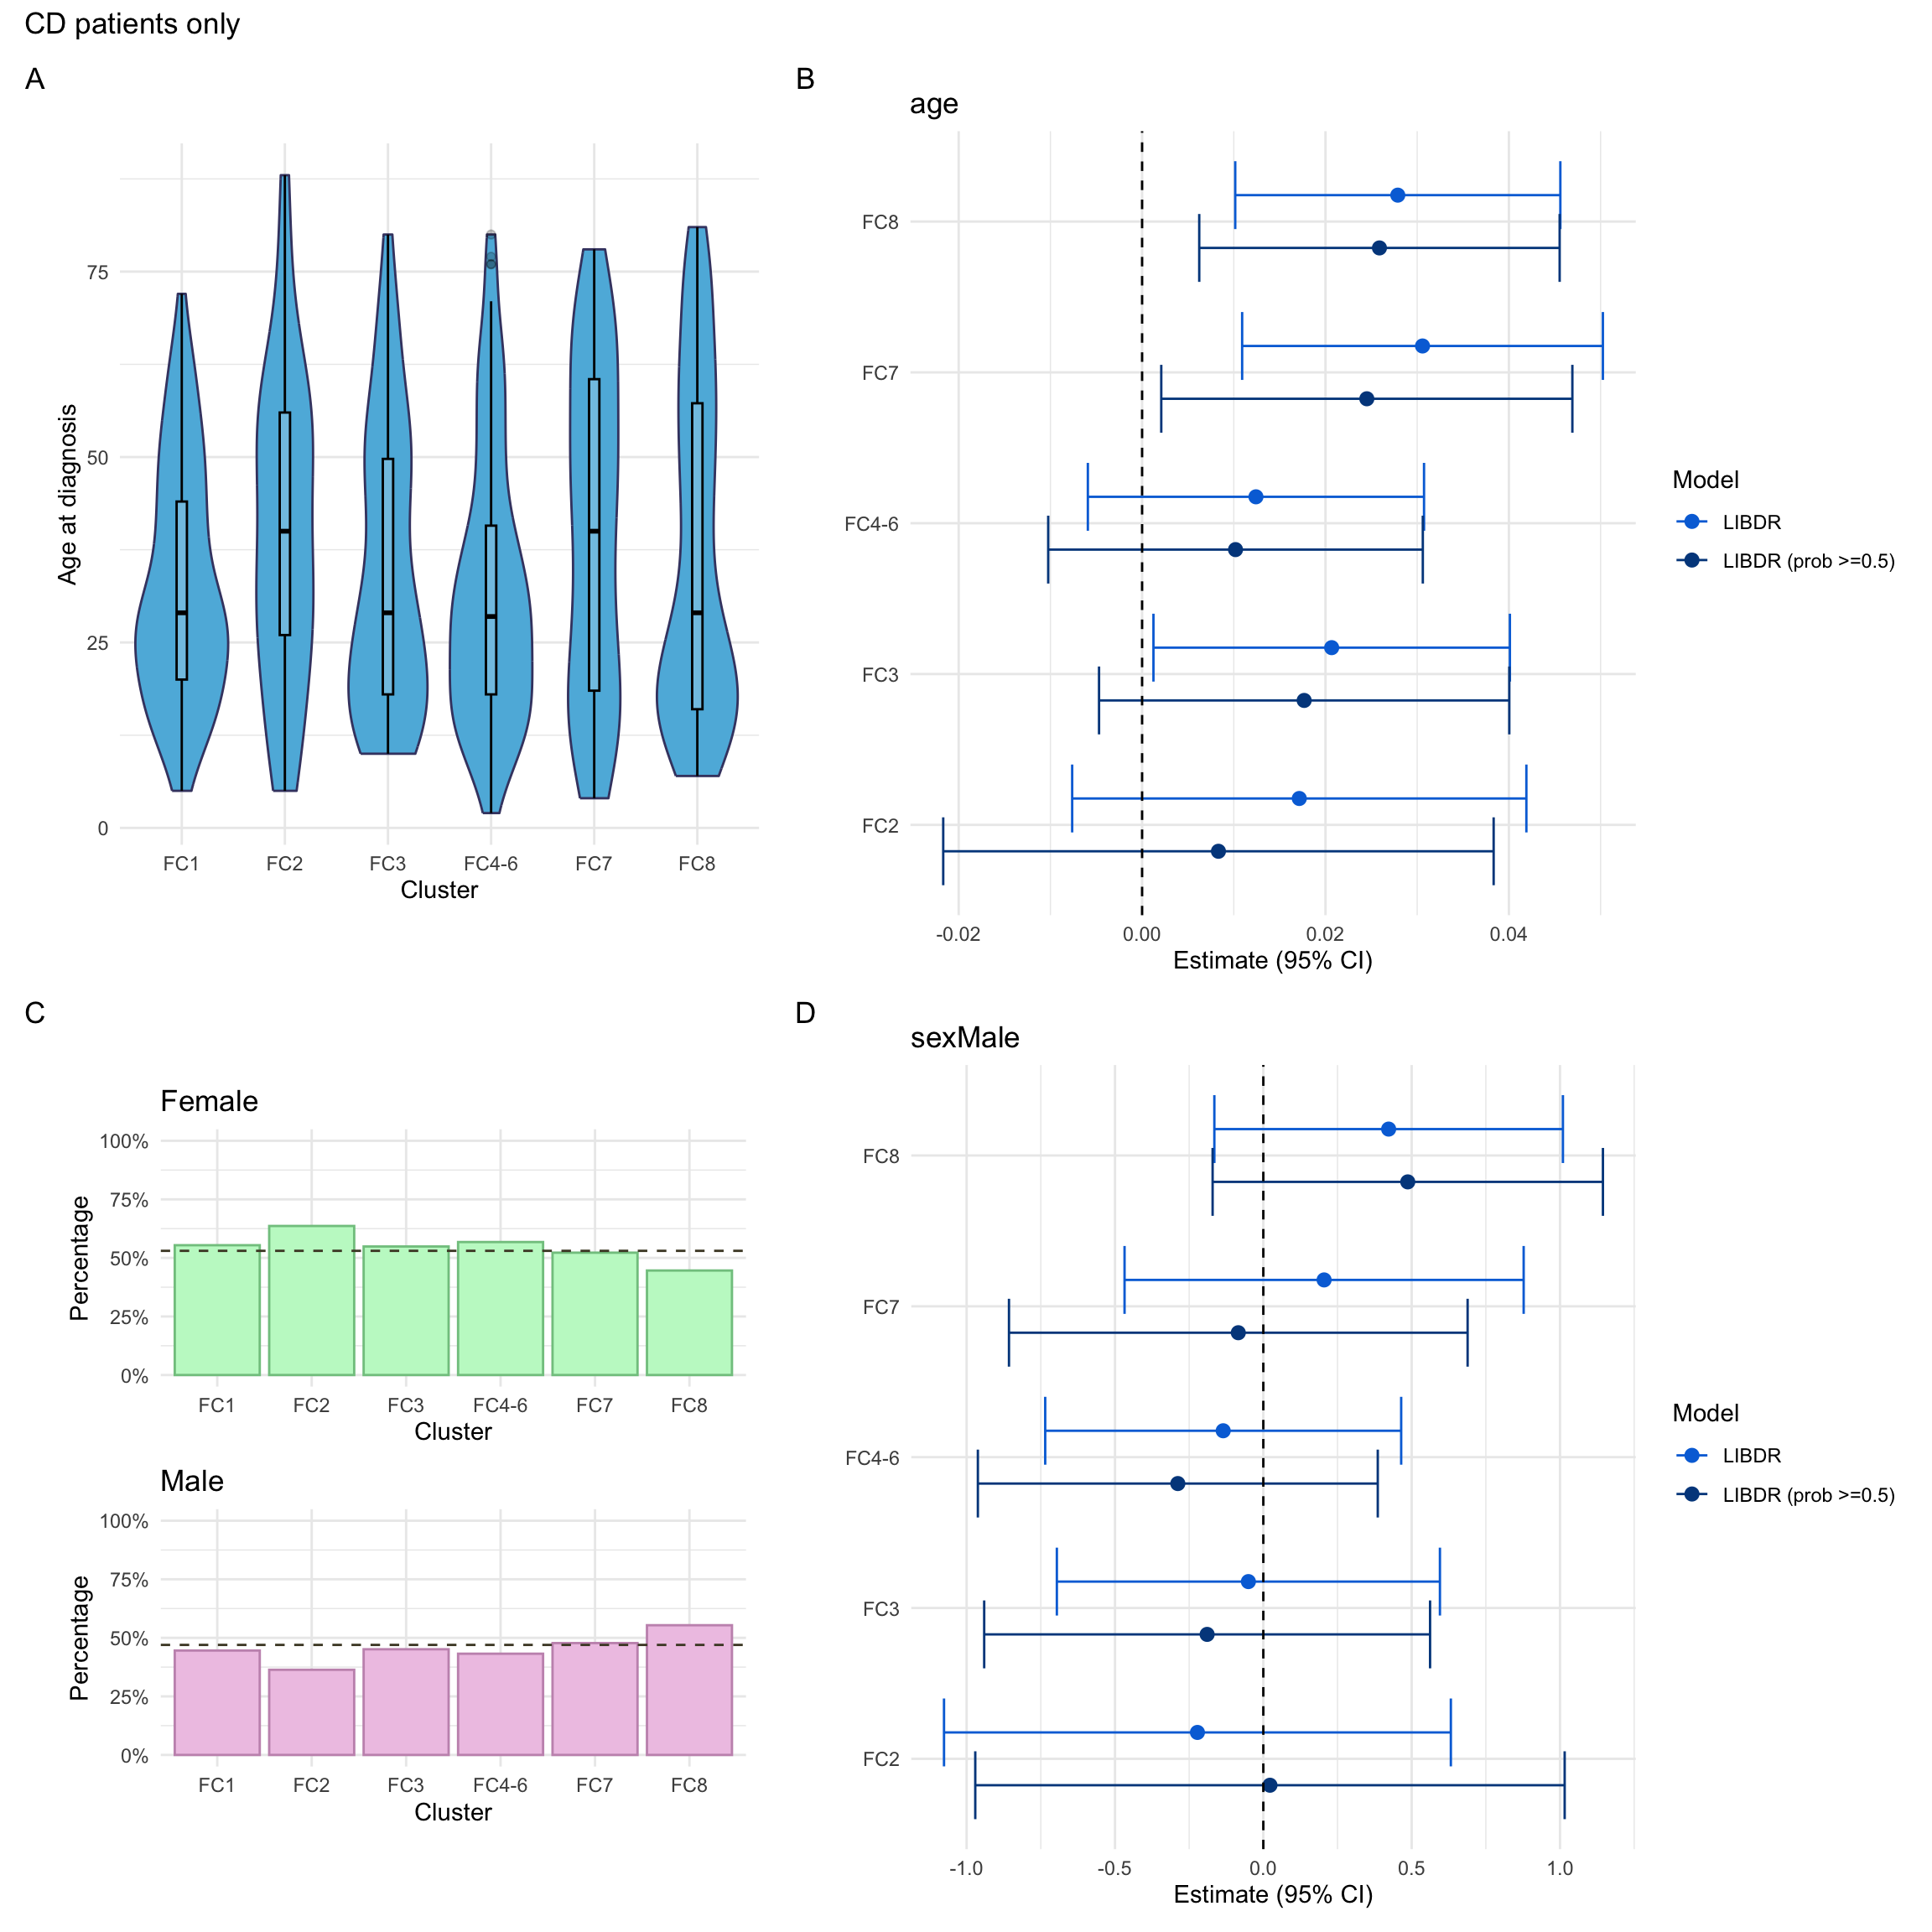 CD patients only
A
Age at diagnosis
75
50
25
0
FC1 FC2 FC3 FC4-6 FC7 FC8
Cluster
B
age
FC8
FC7
FC4-6
FC3
FC2
-0.02 0.00 0.02 0.04
Estimate (95% CI)
Model
LIBDR
LIBDR (prob >=0.5)
C
Female
Percentage
100%
75%
50%
25%
0%
FC1 FC2 FC3 FC4-6 FC7 FC8
Cluster
Male
Percentage
100%
75%
50%
25%
0%
FC1 FC2 FC3 FC4-6 FC7 FC8
Cluster
D
sexMale
FC8
FC7
FC4-6
FC3
FC2
-1.0 -0.5 0.0 0.5 1.0
Estimate (95% CI)
Model
LIBDR
LIBDR (prob >=0.5)